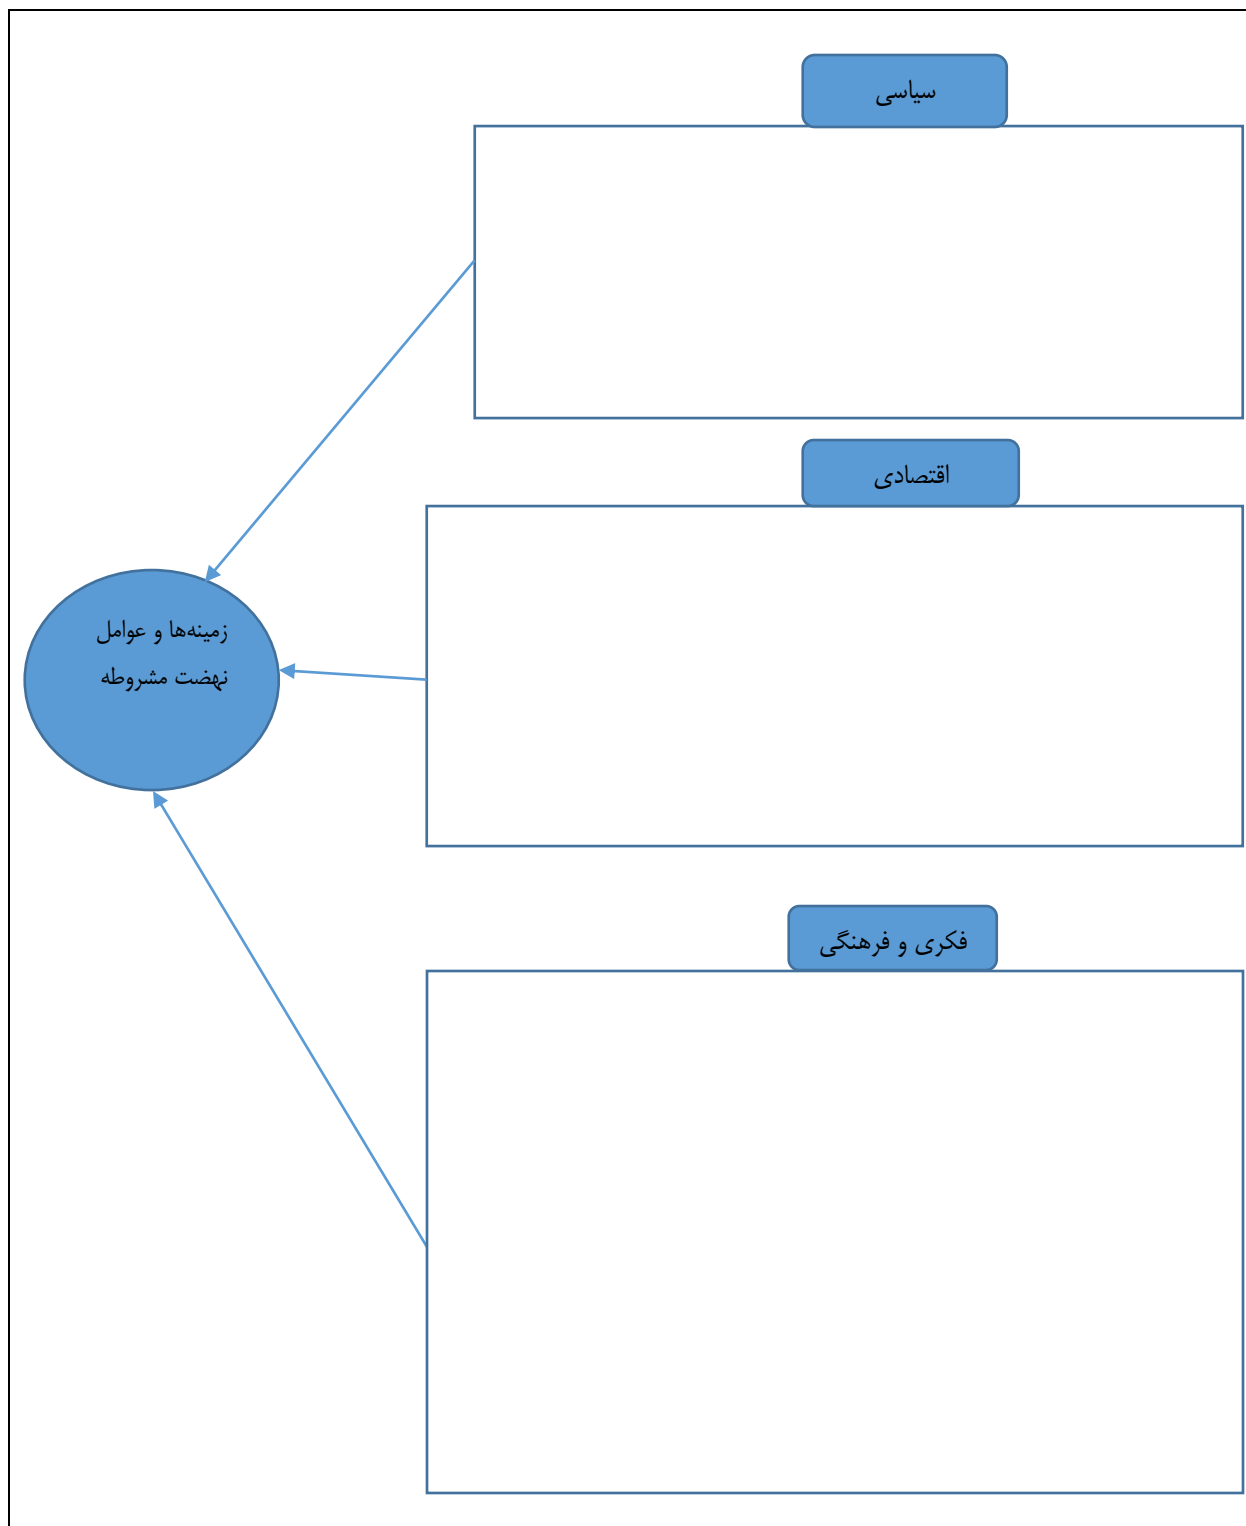 سیاسی
اقتصادی
زمینه‌ها و عوامل
نهضت مشروطه
فکری و فرهنگی